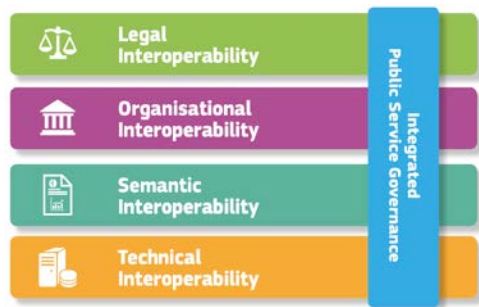 Legal
Interoperability
Organisational
Interoperability
Semantic
Interoperability
Technical
Interoperability
Integrated
Public Service Governance